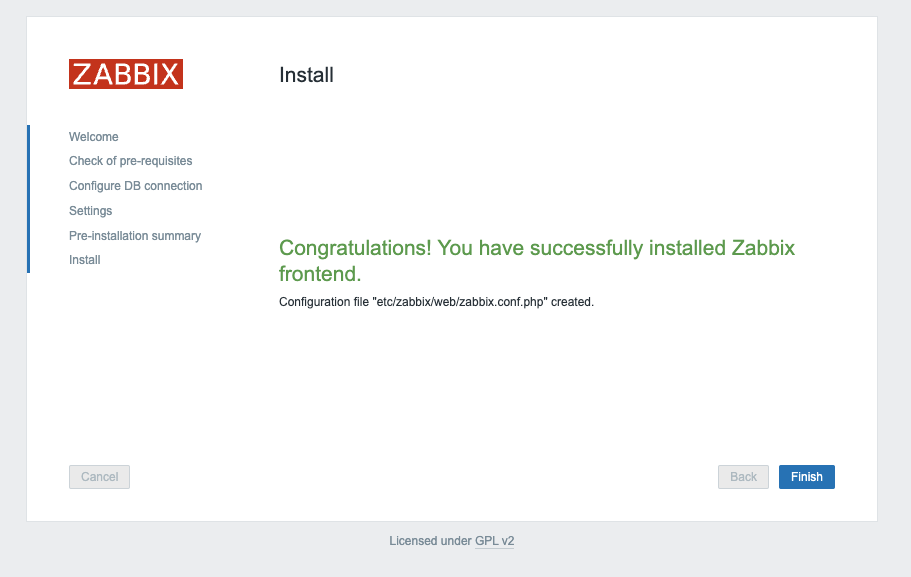 ZABBIX
Install
Welcome
Check of pre-requisites
Configure DB connection
Settings
Pre-installation summary
Install
Congratulations! You have successfully installed Zabbix
frontend.
Configuration file "etc/zabbix/web/zabbix.conf.php" created.
Cancel
Back
Finish
Licensed under GPL v2